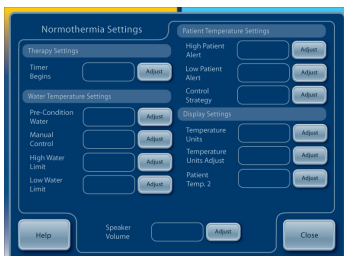 Normothermia Settings
Therapy Settings
Timer
Begins
Adjust
Water Temperature Settings
Pre-Condition
Water
Adjust
Manual
Control
Adjust
High Water
Limit
Adjust
Low Water
Limit
Adjust
Patient Temperature Settings
High Patient
Alert
Adjust
Low Patient
Alert
Adjust
Control
Strategy
Adjust
Display Settings
Temperature
Units
Adjust
Temperature
Units Adjust
Adjust
Patient
Temp. 2
Adjust
Help
Speaker
Volume
Adjust
Close